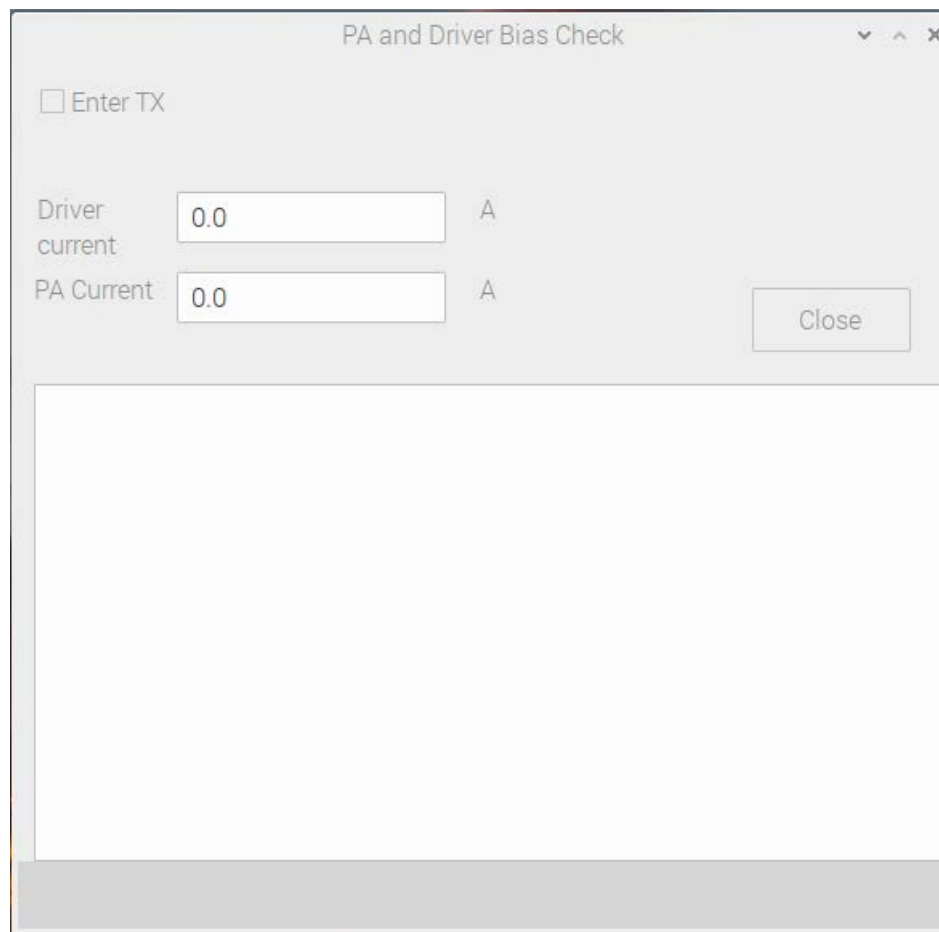 PA and Driver Bias Check
Enter TX
Driver
current
0.0
A
PA Current
0.0
A
Close